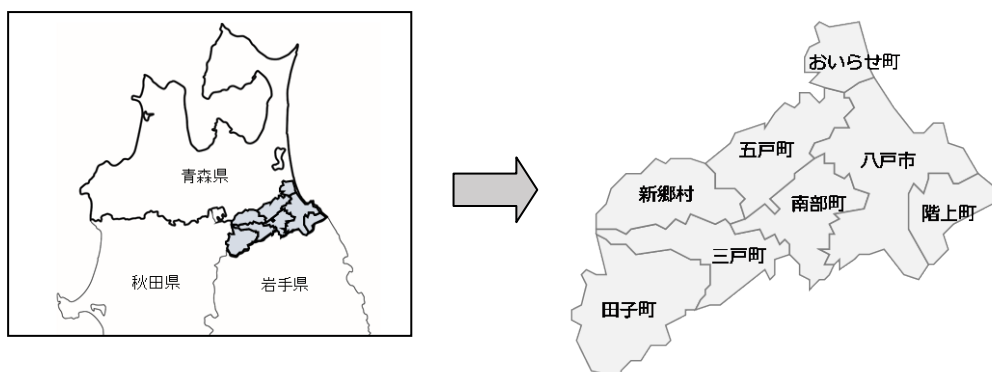 青森県
秋田県
岩手県
おいらせ町
五戸町
八戸市
新郷村
南部町
階上町
三戸町
田子町